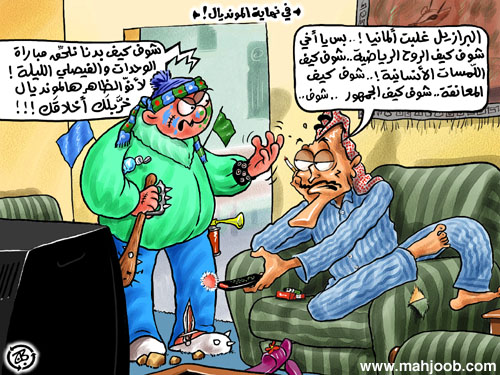 في نهاية المونديال!
البرازيل غلبت ألمانيا!.. بس يا أخي
شوف كيف الروح الرياضية.. شوف كيف
اللمسات الأنسانية!.. شوف كيف
المعانقة.. شوف كيف الجمهور.. شوف..
شوف كيف بدنا نلحّق مباراة
الوحدات والفيصلي الليلة!
لأنو الظاهر هالمونديال
خرّبلك أخلاقك!!!
www.mahjoob.com